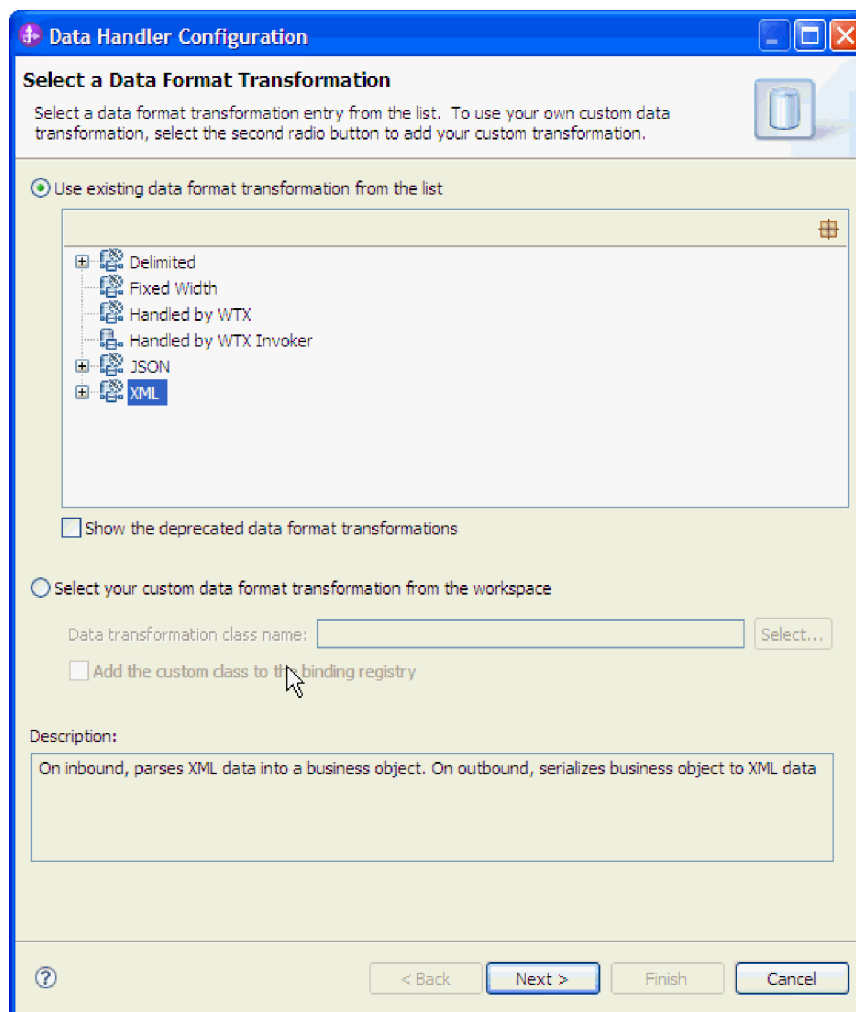 Data Handler Configuration
Select a Data Format Transformation
Select a data format transformation entry from the list. To use your own custom data
transformation, select the second radio button to add your custom transformation.
Use existing data format transformation from the list
Delimited
Fixed Width
Handled by WTX
Handled by WTX Invoker
JSON
XML
Show the deprecated data format transformations
Select your custom data format transformation from the workspace
Data transformation class name: Select...
Add the custom class to the binding registry
Description:
On inbound, parses XML data into a business object. On outbound, serializes business object to XML data
? < Back Next > Finish Cancel